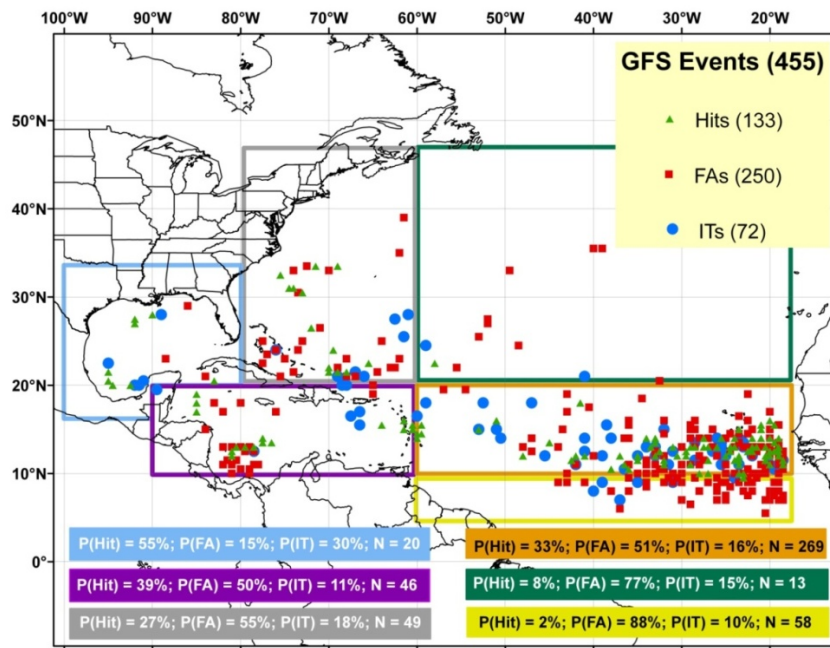 100°W 90°W 80°W 70°W 60°W 50°W 40°W 30°W 20°W
GFS Events (455)
Hits (133)
FAs (250)
ITs (72)
50°N
40°N
30°N
20°N
10°N
0°
P(Hit) = 55%; P(FA) = 15%; P(IT) = 30%; N = 20
P(Hit) = 39%; P(FA) = 50%; P(IT) = 11%; N = 46
P(Hit) = 27%; P(FA) = 55%; P(IT) = 18%; N = 49
P(Hit) = 33%; P(FA) = 51%; P(IT) = 16%; N = 269
P(Hit) = 8%; P(FA) = 77%; P(IT) = 15%; N = 13
P(Hit) = 2%; P(FA) = 88%; P(IT) = 10%; N = 58